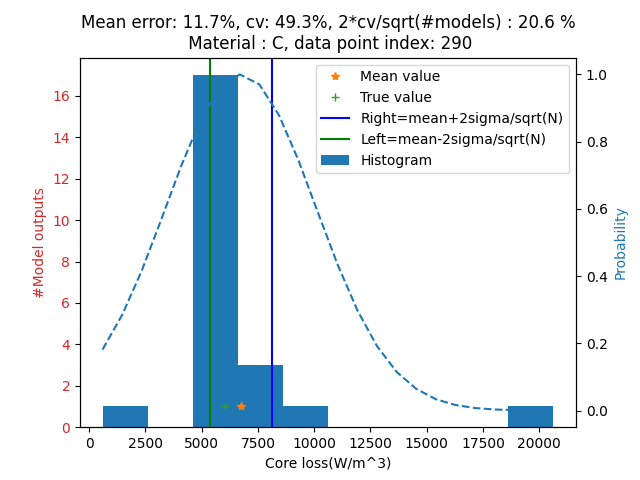 Mean error: 11.7%, cv: 49.3%, 2*cv/sqrt(#models) : 20.6 %
Material : C, data point index: 290
Mean value
True value
Right=mean+2sigma/sqrt(N)
Left=mean-2sigma/sqrt(N)
Histogram
#Model outputs
16
14
12
10
8
6
4
2
0
1.0
0.8
0.6
0.4
0.2
0.0
Probability
0 2500 5000 7500 10000 12500 15000 17500 20000
Core loss(W/m^3)